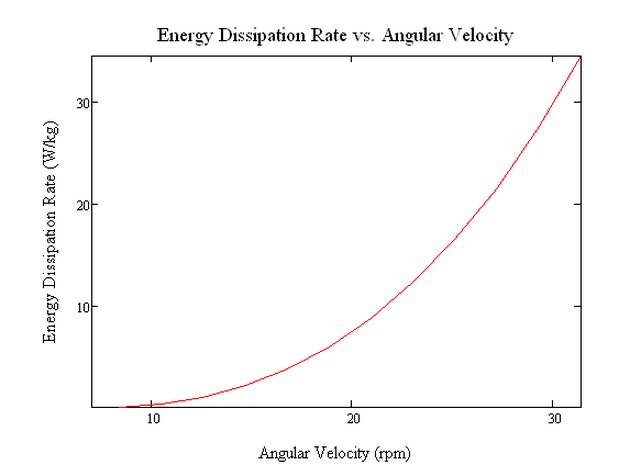 Energy Dissipation Rate vs. Angular Velocity
Energy Dissipation Rate (W/kg)
30
20
10
10 20 30
Angular Velocity (rpm)